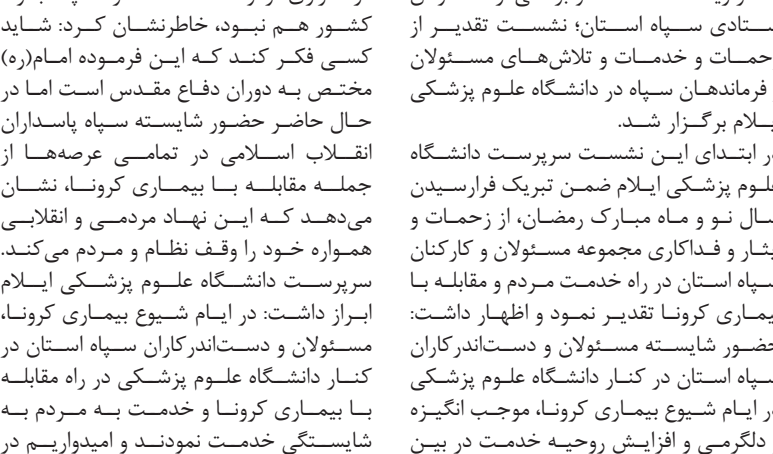 ستادی سپاه استان؛ نشست تقدیر از
زحمات و خدمات و تلاش‌های مسئولان
فرماندهان سپاه در دانشگاه علوم پزشکی
ایلام برگزار شد.
در ابتدای این نشست سرپرست دانشگاه
علوم پزشکی ایلام ضمن تبریک فرارسیدن
سال نو و ماه مبارک رمضان، از زحمات و
ایثار و فداکاری مجموعه مسئولان و کارکنان
سپاه استان در راه خدمت مردم و مقابله با
بیماری کرونا تقدیر نمود و اظهار داشت:
حضور شایسته مسئولان و دست‌اندرکاران
سپاه استان در کنار دانشگاه علوم پزشکی
در ایام شیوع بیماری کرونا، موجب انگیزه
دلگرمی و افزایش روحیه خدمت در بین
کشور هم نبود، خاطرنشان کرد: شاید
کسی فکر کند که این فرموده امام(ره)
مختص به دوران دفاع مقدس است اما در
حال حاضر حضور شایسته سپاه پاسداران
انقلاب اسلامی در تمامی عرصه‌ها از
جمله مقابله با بیماری کرونا، نشان
می‌دهد که این نهاد مردمی و انقلابی
همواره خود را وقف نظام و مردم می‌کند.
سرپرست دانشگاه علوم پزشکی ایلام
ابراز داشت: در ایام شیوع بیماری کرونا،
مسئولان و دست‌اندرکاران سپاه استان در
کنار دانشگاه علوم پزشکی در راه مقابله
با بیماری کرونا و خدمت به مردم به
شایستگی خدمت نمودند و امیدواریم در